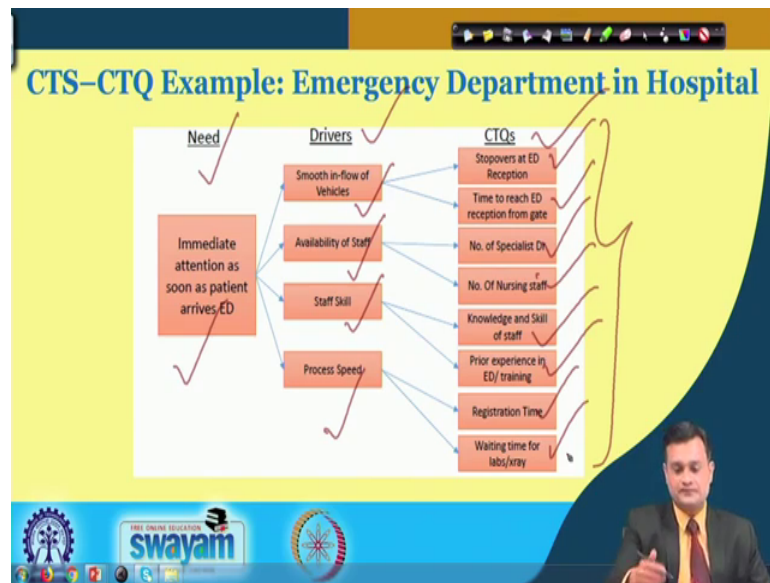 CTS–CTQ Example: Emergency Department in Hospital
Need
Drivers
CTQs
Immediate
attention as
soon as patient
arrives ED
Smooth in-flow of
Vehicles
Availability of Staff
Staff Skill
Process Speed
Stopovers at ED
Reception
Time to reach ED
reception from gate
No. of Specialist Dr.
No. Of Nursing staff
Knowledge and Skill
of staff
Prior experience in
ED/ training
Registration Time
Waiting time for
labs/xray
FREE ONLINE EDUCATION
swayam